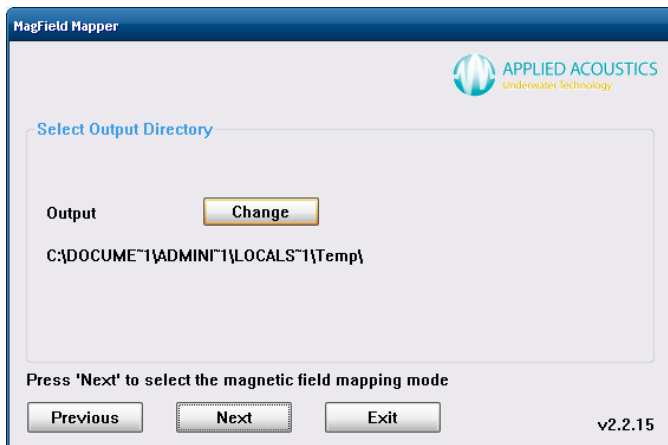 MagField Mapper
APPLIED ACOUSTICS
Underwater Technology
Select Output Directory
Output Change
C:\DOCUME~1\ADMINI~1\LOCALS~1\Temp\
Press 'Next' to select the magnetic field mapping mode
Previous Next Exit v2.2.15